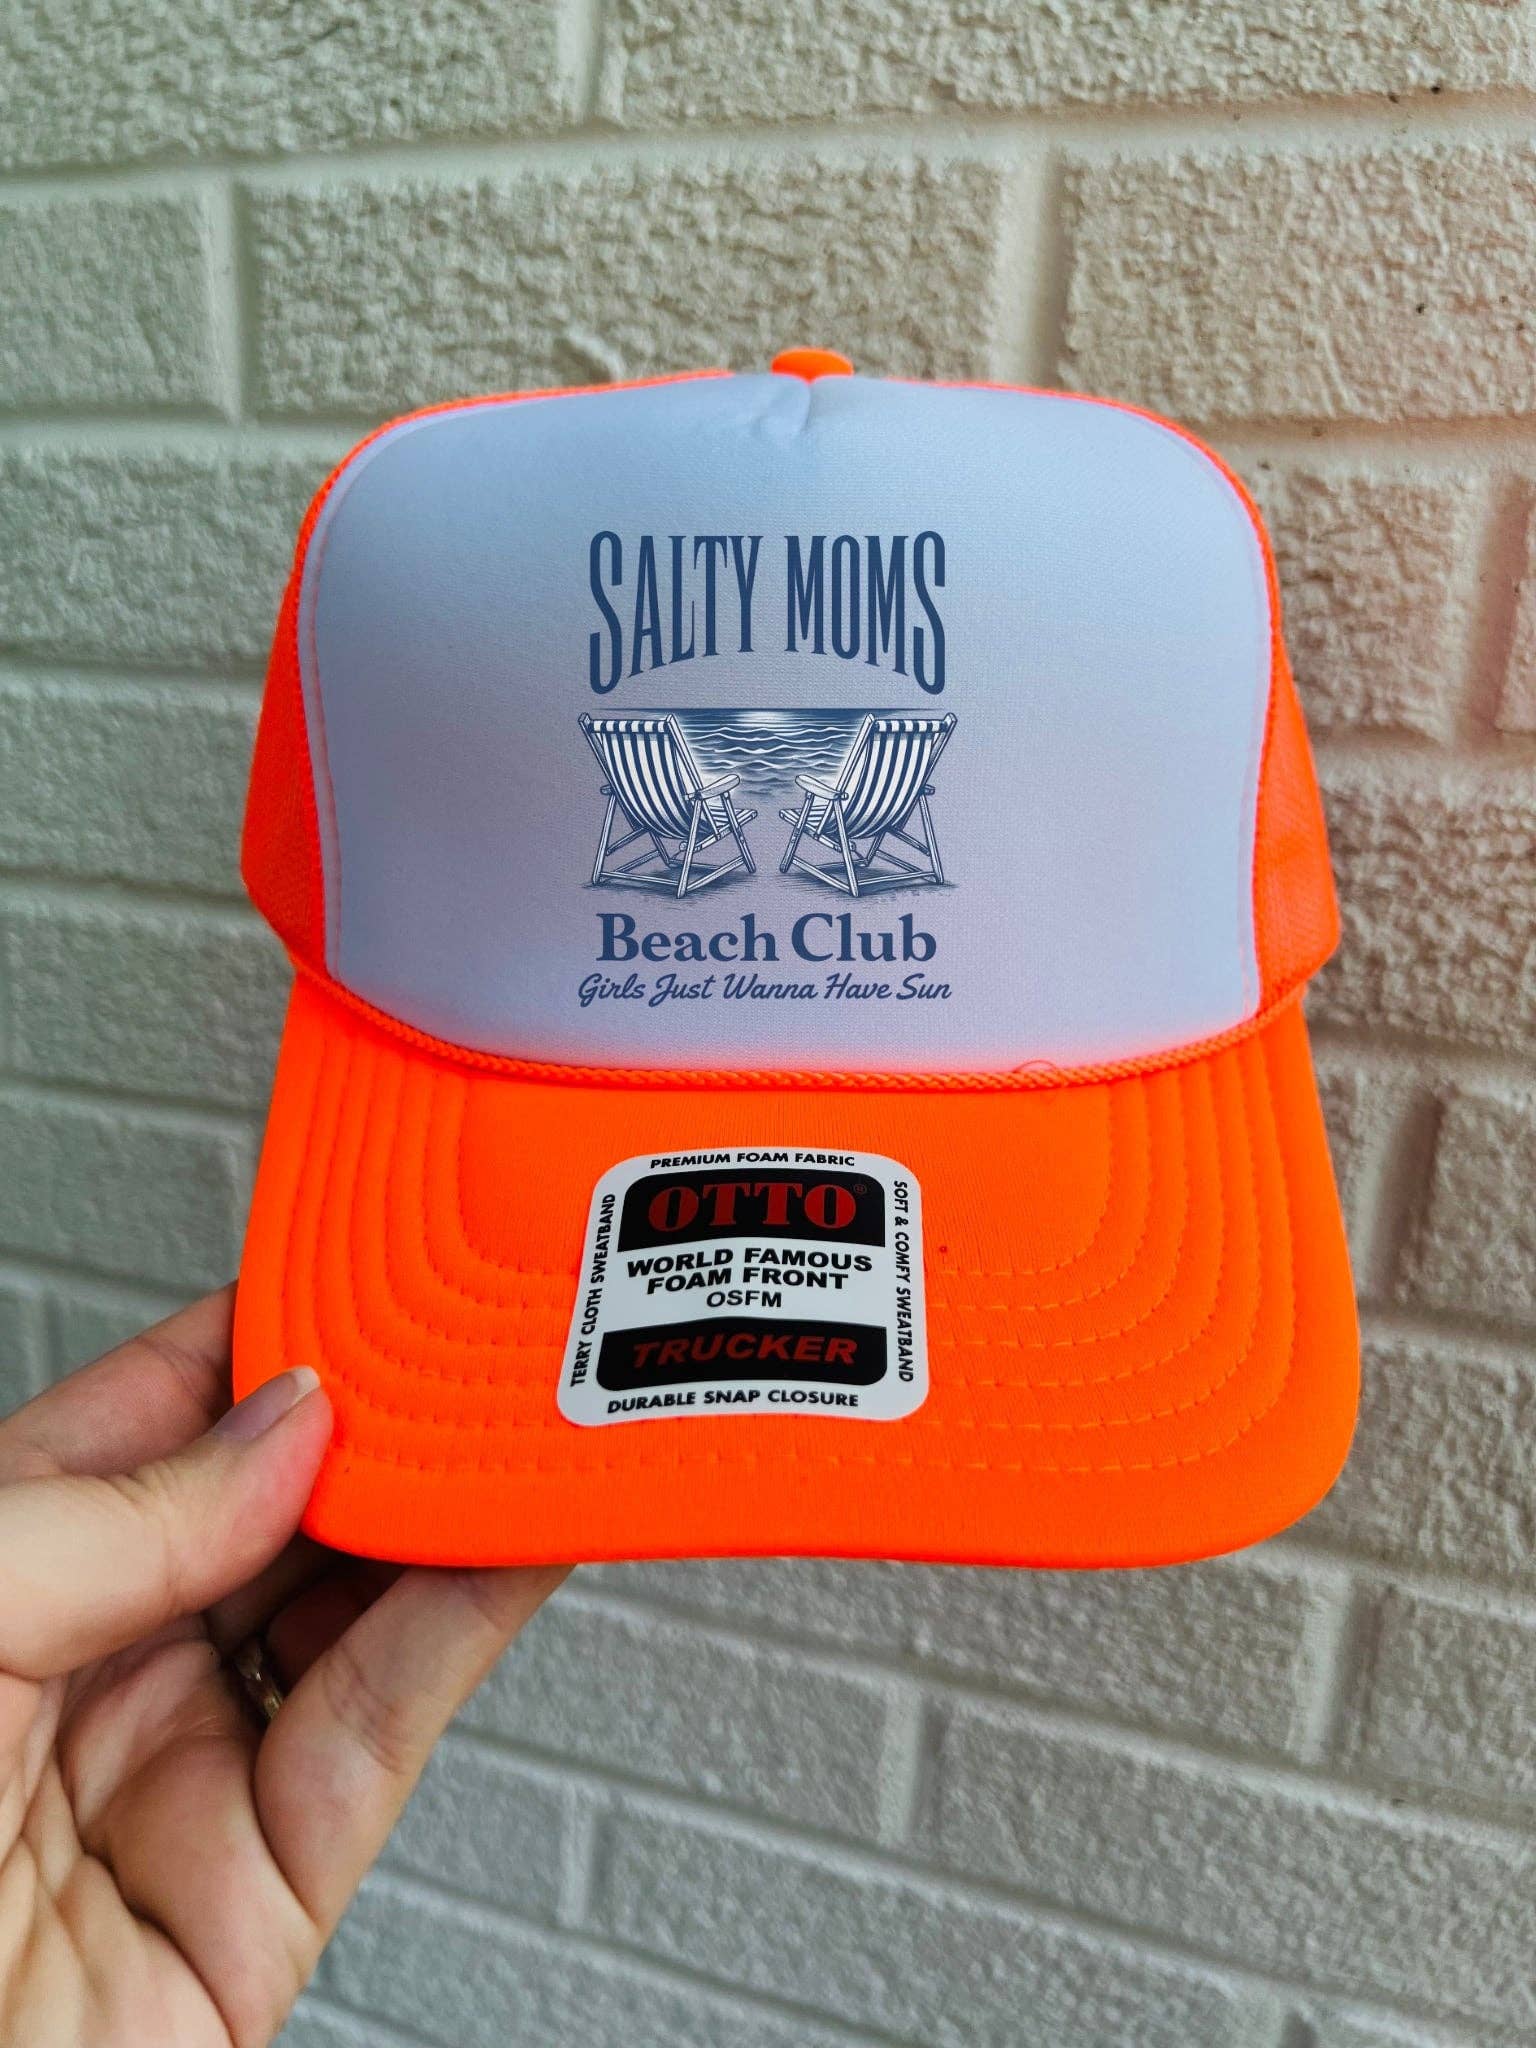 SALTY MOMS
Beach Club
Girls Just Wanna Have Sun
PREMIUM FOAM FABRIC
OTTO®
WORLD FAMOUS
FOAM FRONT
OSFM
TRUCKER
DURABLE SNAP CLOSURE
TERRY CLOTH SWEATBAND
SOFT & COMFY SWEATBAND